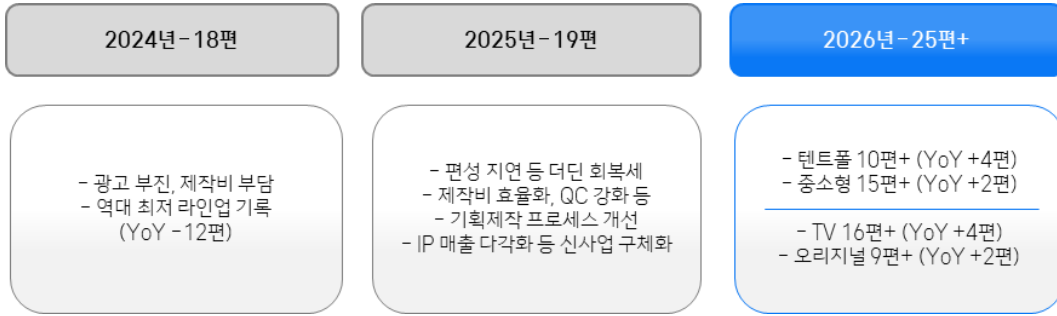 2024년-18편
2025년-19편
2026년-25편+
- 광고 부진, 제작비 부담
- 역대 최저 라인업 기록
(YoY -12편)
- 편성 지연 등 더딘 회복세
- 제작비 효율화, QC 강화 등
- 기획제작 프로세스 개선
- IP 매출 다각화 등 신사업 구체화
- 텐트폴 10편+ (YoY +4편)
- 중소형 15편+ (YoY +2편)
- TV 16편+ (YoY +4편)
- 오리지널 9편+ (YoY +2편)